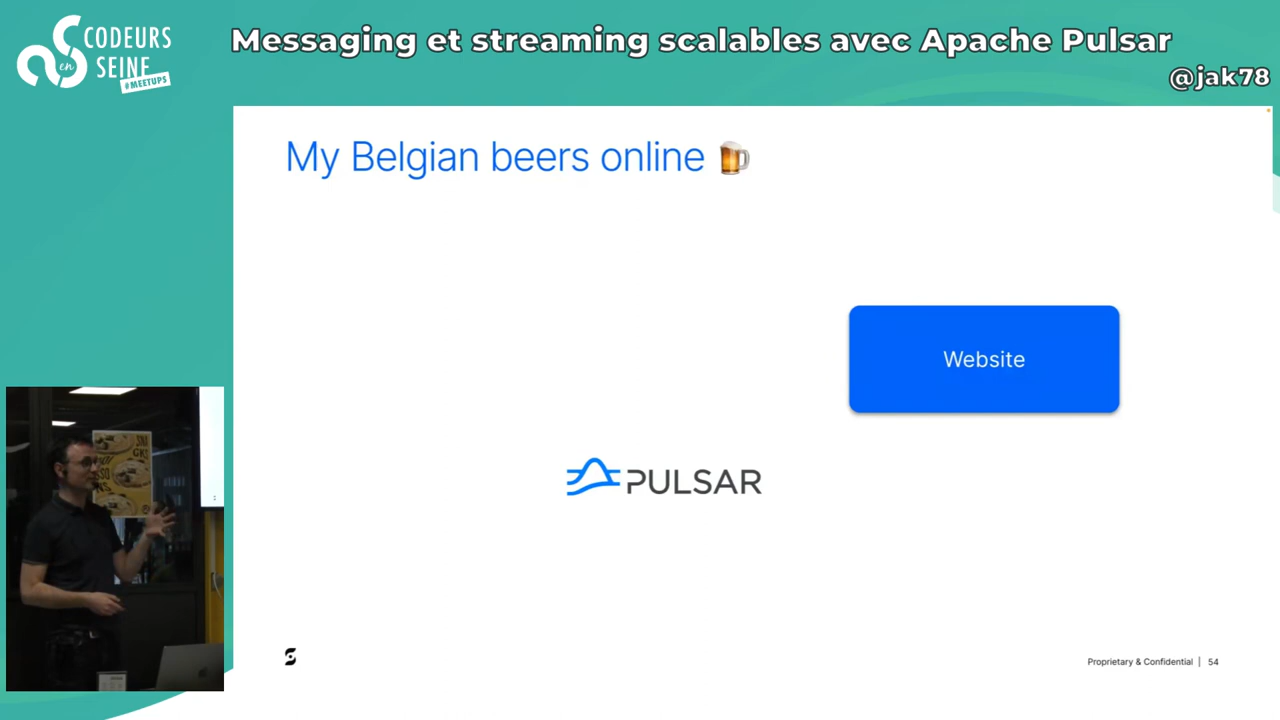 CODEURS
en
SEINE
#MEETUPS
Messaging et streaming scalables avec Apache Pulsar
@jak78
My Belgian beers online
Website
PULSAR
Proprietary & Confidential | 54